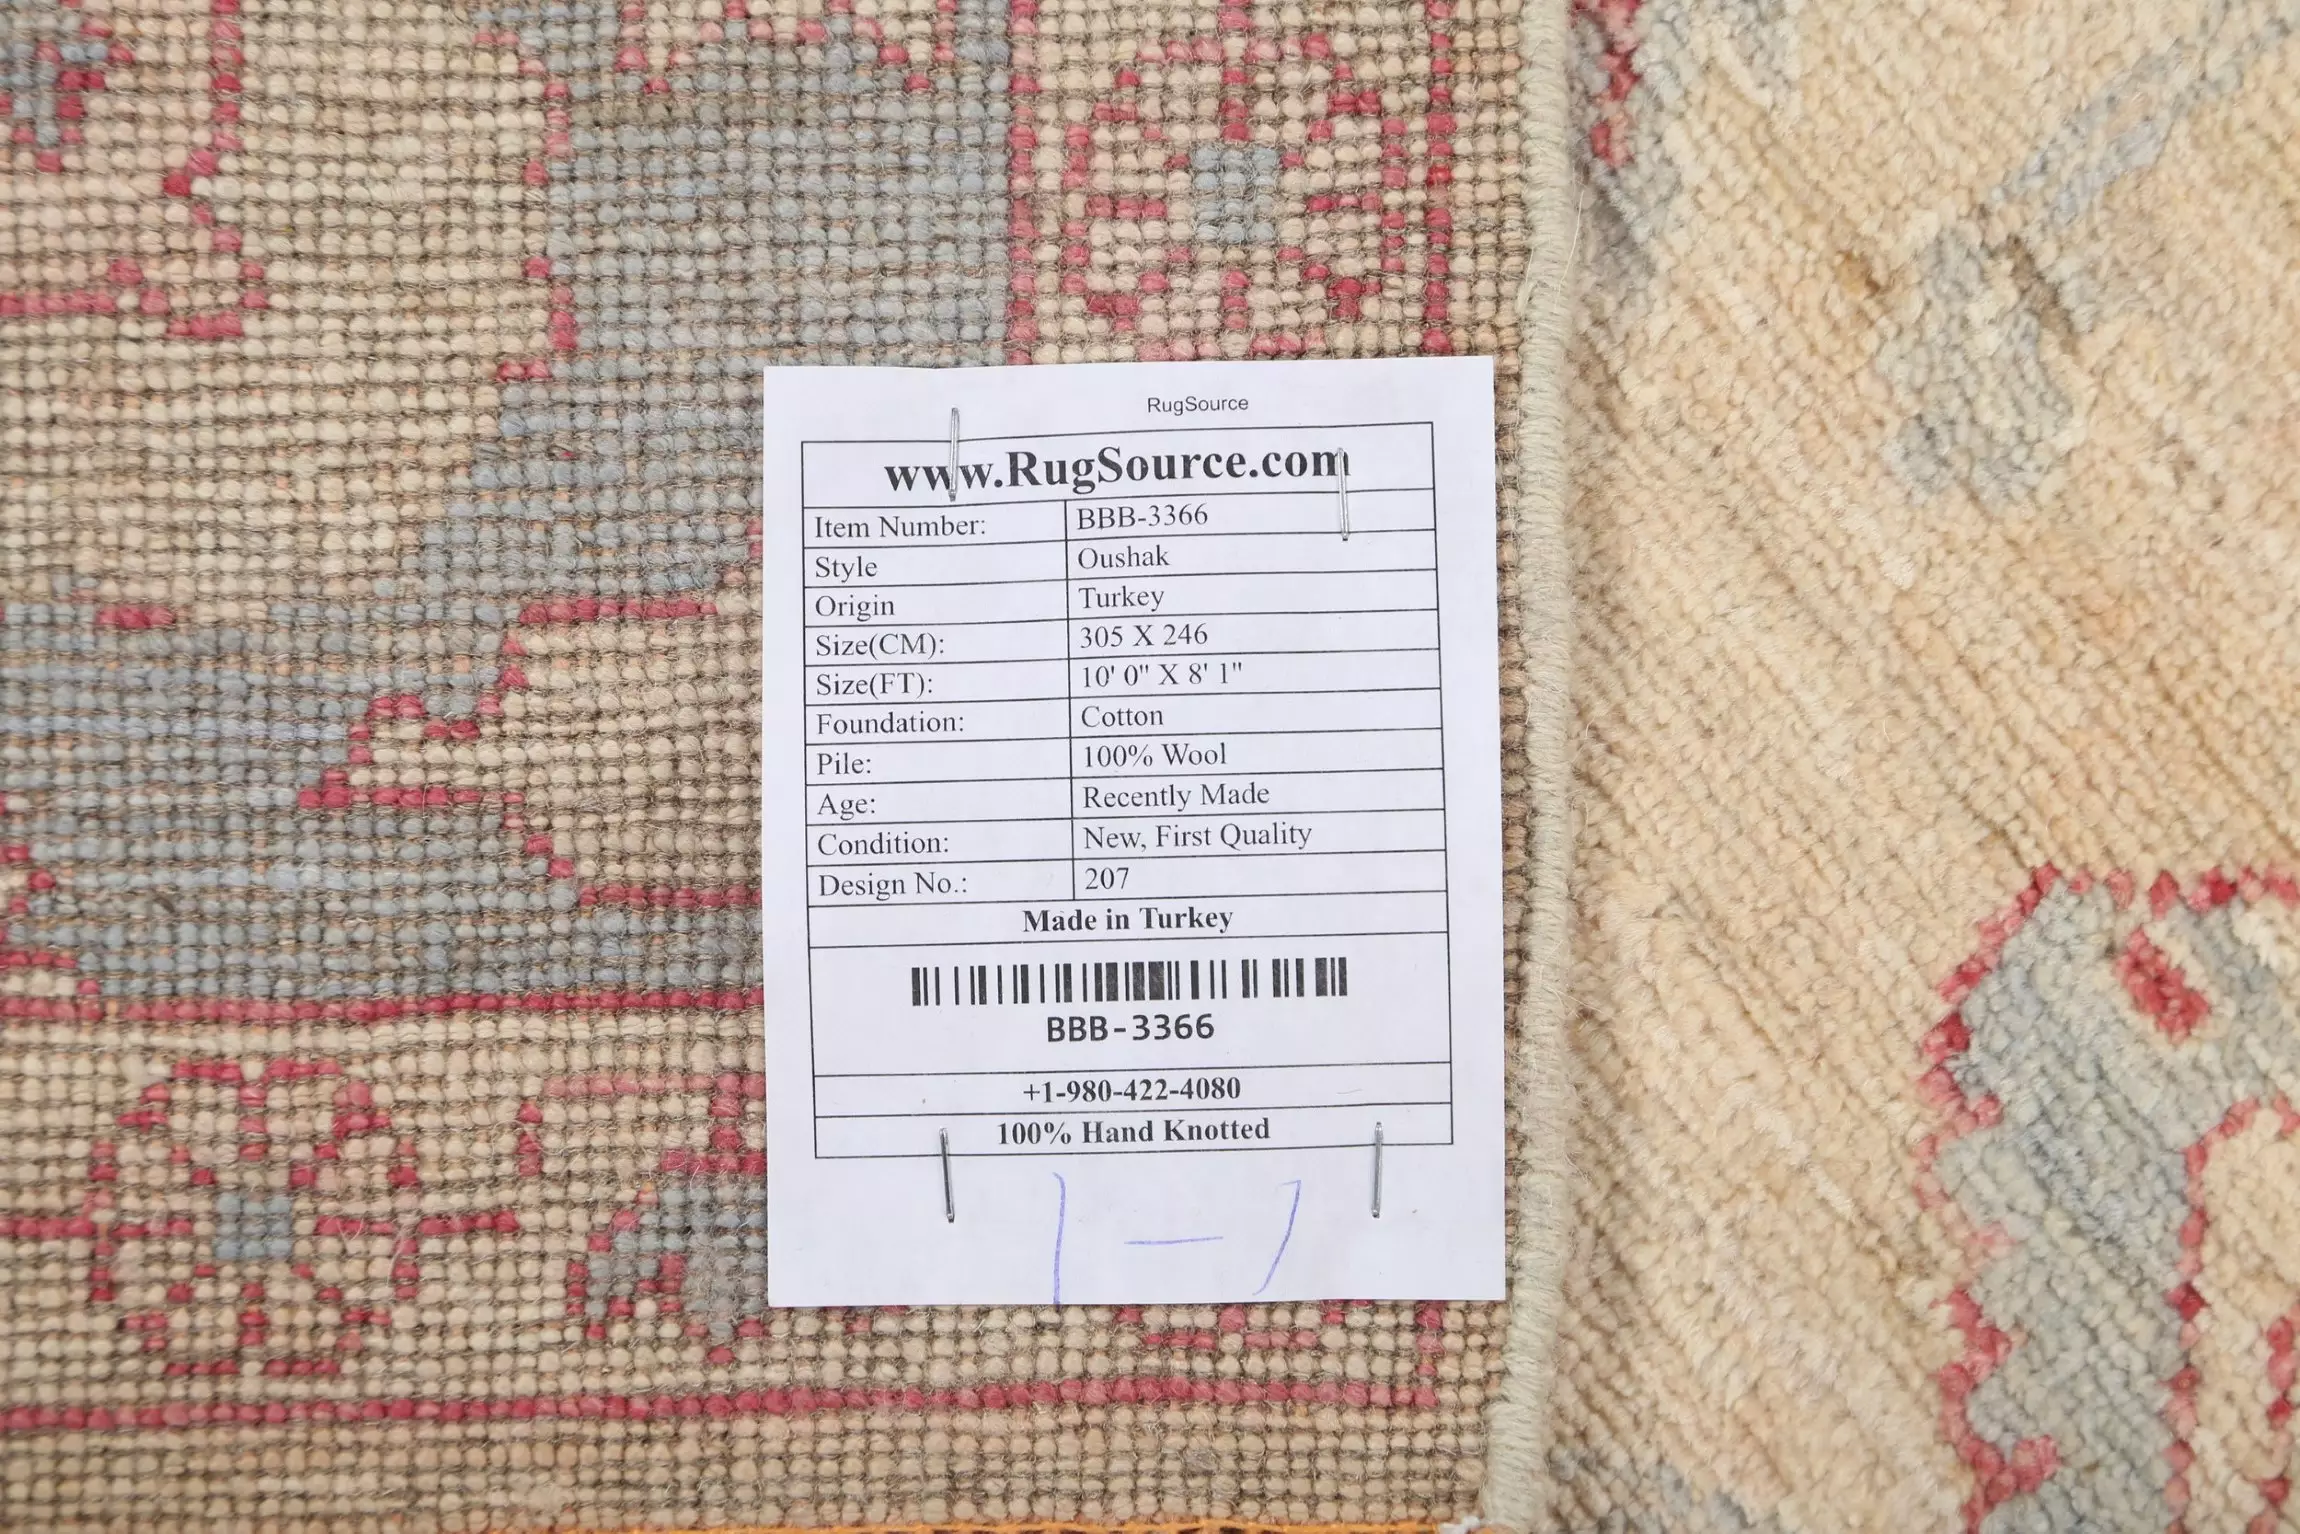 RugSource
www.RugSource.com
Item Number: BBB-3366
Style Oushak
Origin Turkey
Size(CM): 305 X 246
Size(FT): 10' 0" X 8' 1"
Foundation: Cotton
Pile: 100% Wool
Age: Recently Made
Condition: New, First Quality
Design No.: 207
Made in Turkey
BBB-3366
+1-980-422-4080
100% Hand Knotted
1 - 1